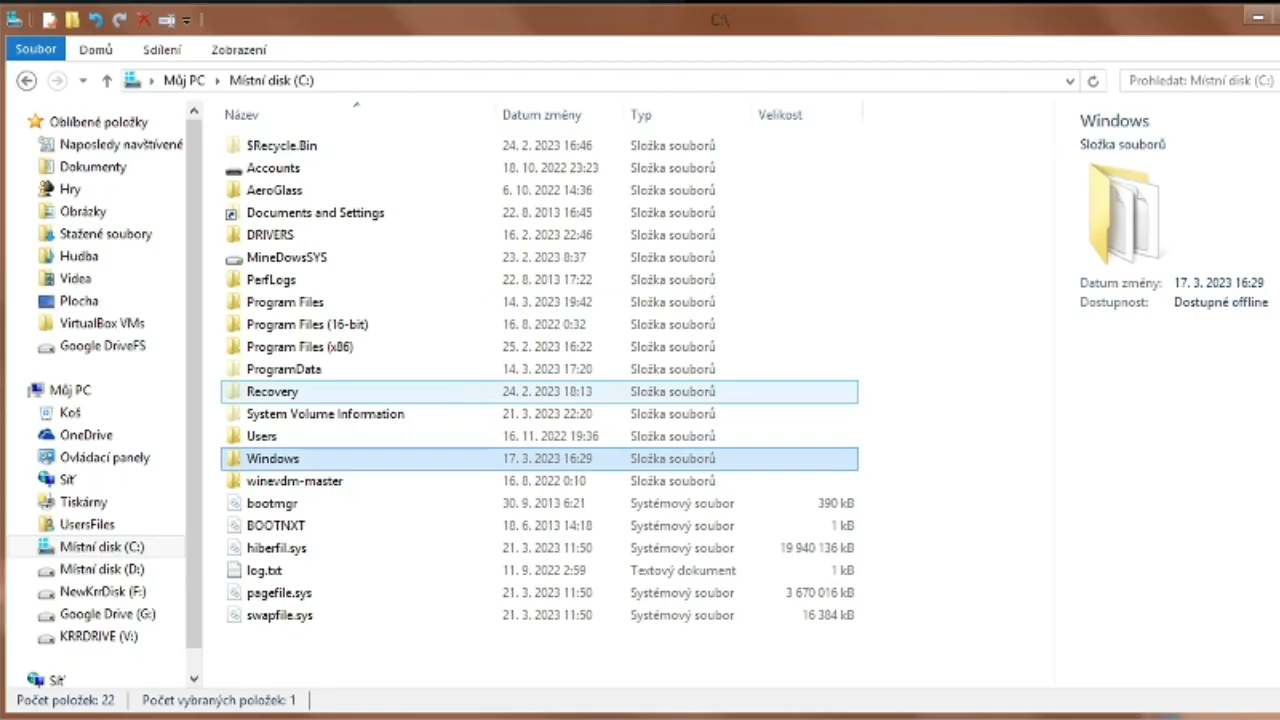 C:\
Soubor Domů Sdílení Zobrazení
Můj PC Místní disk (C:) Prohledat: Místní disk (C:)
Oblíbené položky
Naposledy navštívené
Dokumenty
Hry
Obrázky
Stažené soubory
Hudba
Videa
Plocha
VirtualBox VMs
Google DriveFS
Můj PC
Koš
OneDrive
Ovládací panely
Síť
Tiskárny
UsersFiles
Místní disk (C:)
Místní disk (D:)
NewKrrDisk (F:)
Google Drive (G:)
KRRDRIVE (V:)
Síť
Název Datum změny Typ Velikost
$Recycle.Bin 24. 2. 2023 16:46 Složka souborů
Accounts 18. 10. 2022 23:23 Složka souborů
AeroGlass 6. 10. 2022 14:36 Složka souborů
Documents and Settings 22. 8. 2013 16:45 Složka souborů
DRIVERS 16. 2. 2023 22:46 Složka souborů
MineDowsSYS 23. 2. 2023 8:37 Složka souborů
PerfLogs 22. 8. 2013 17:22 Složka souborů
Program Files 14. 3. 2023 19:42 Složka souborů
Program Files (16-bit) 16. 8. 2022 0:32 Složka souborů
Program Files (x86) 25. 2. 2023 16:22 Složka souborů
ProgramData 14. 3. 2023 17:20 Složka souborů
Recovery 24. 2. 2023 18:13 Složka souborů
System Volume Information 21. 3. 2023 22:20 Složka souborů
Users 16. 11. 2022 19:36 Složka souborů
Windows 17. 3. 2023 16:29 Složka souborů
winevdm-master 16. 8. 2022 0:10 Složka souborů
bootmgr 30. 9. 2013 6:21 Systémový soubor 390 kB
BOOTNXT 18. 6. 2013 14:18 Systémový soubor 1 kB
hiberfil.sys 21. 3. 2023 11:50 Systémový soubor 19 940 136 kB
log.txt 11. 9. 2022 2:59 Textový dokument 1 kB
pagefile.sys 21. 3. 2023 11:50 Systémový soubor 3 670 016 kB
swapfile.sys 21. 3. 2023 11:50 Systémový soubor 16 384 kB
Windows
Složka souborů
Datum změny: 17. 3. 2023 16:29
Dostupnost: Dostupné offline
Počet položek: 22 Počet vybraných položek: 1